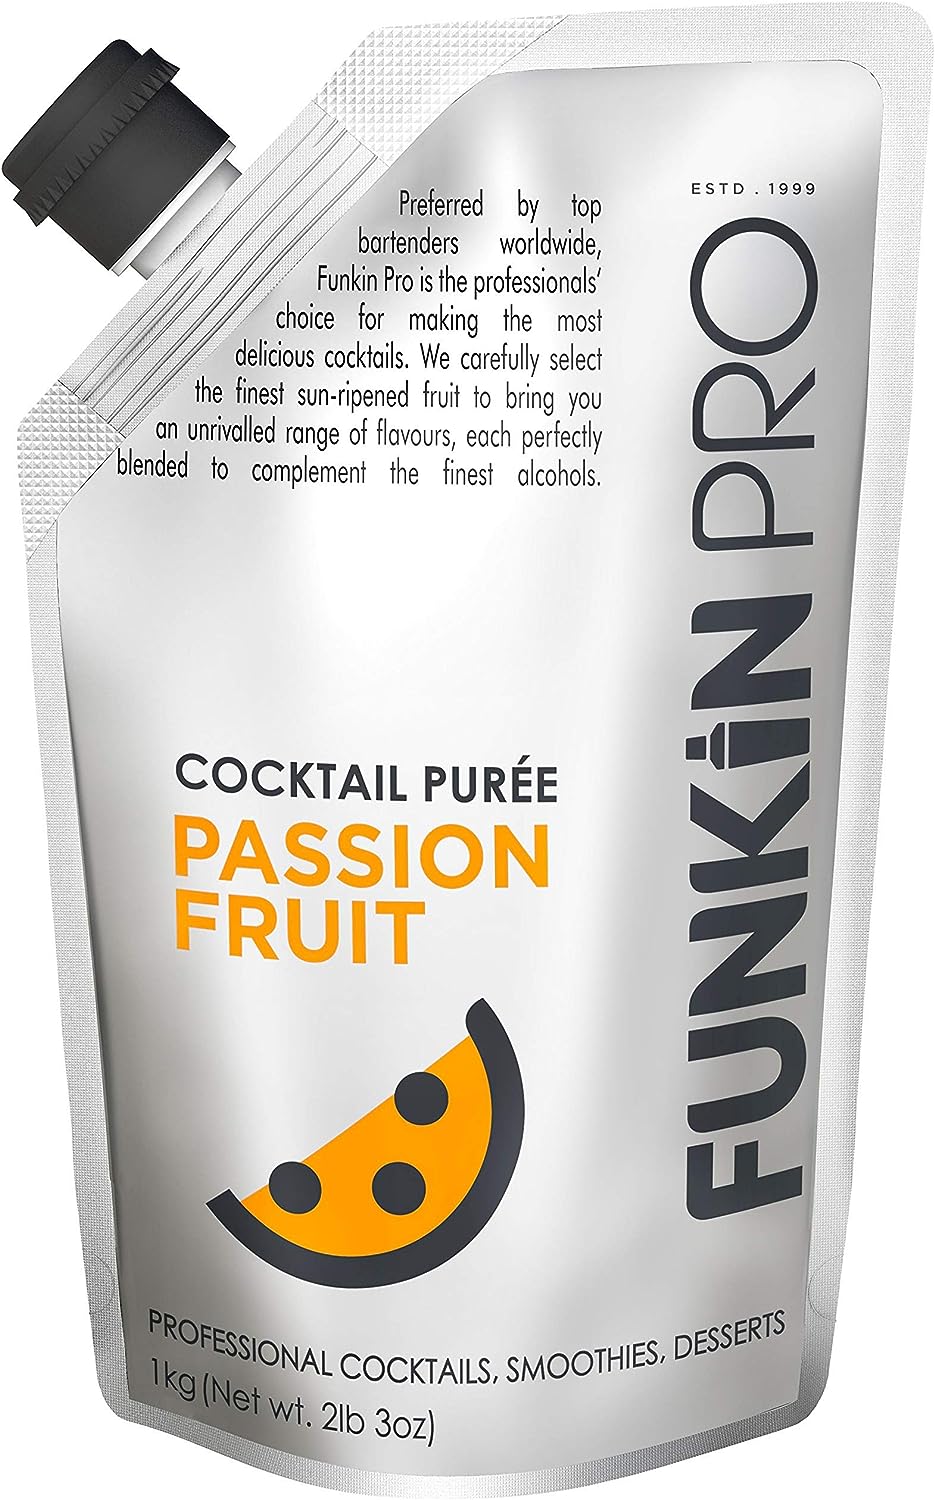 Preferred by top
bartenders worldwide,
Funkin Pro is the professionals‘
choice for making the most
delicious cocktails. We carefully select
the finest sun-ripened fruit to bring you
an unrivalled range of flavours, each perfectly
blended to complement the finest alcohols.
ESTD . 1999
FUNKiN PRO
COCKTAIL PURÉE
PASSION
FRUIT
PROFESSIONAL COCKTAILS, SMOOTHIES, DESSERTS
1kg (Net wt. 2lb 3oz)